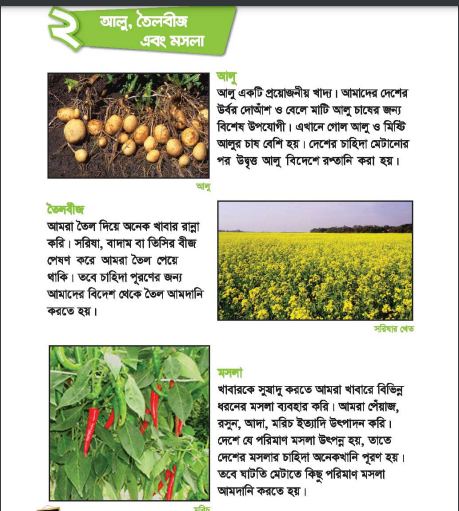 ২
আলু, তৈলবীজ
এবং মসলা
আলু
আলু একটি প্রয়োজনীয় খাদ্য। আমাদের দেশের
উর্বর দোআঁশ ও বেলে মাটি আলু চাষের জন্য
বিশেষ উপযোগী। এখানে গোল আলু ও মিষ্টি
আলুর চাষ বেশি হয়। দেশের চাহিদা মেটানোর
পর উদ্বৃত্ত আলু বিদেশে রপ্তানি করা হয়।
আলু
তৈলবীজ
আমরা তৈল দিয়ে অনেক খাবার রান্না
করি। সরিষা, বাদাম বা তিসির বীজ
পেষণ করে আমরা তৈল পেয়ে
থাকি। তবে চাহিদা পূরণের জন্য
আমাদের বিদেশ থেকে তৈল আমদানি
করতে হয়।
সরিষার খেত
মসলা
খাবারকে সুস্বাদু করতে আমরা খাবারে বিভিন্ন
ধরনের মসলা ব্যবহার করি। আমরা পেঁয়াজ,
রসুন, আদা, মরিচ ইত্যাদি উৎপাদন করি।
দেশে যে পরিমাণ মসলা উৎপন্ন হয়, তাতে
দেশের মসলার চাহিদা অনেকখানি পূরণ হয়।
তবে ঘাটতি মেটাতে কিছু পরিমাণ মসলা
আমদানি করতে হয়।
মরিচ